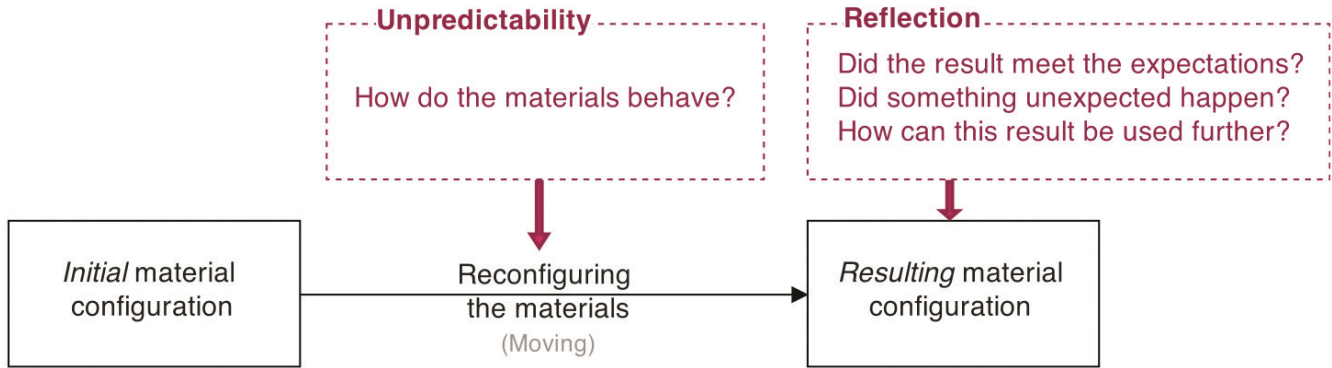 Unpredictability
How do the materials behave?
Reflection
Did the result meet the expectations?
Did something unexpected happen?
How can this result be used further?
Initial material
configuration
Reconfiguring
the materials
(Moving)
Resulting material
configuration